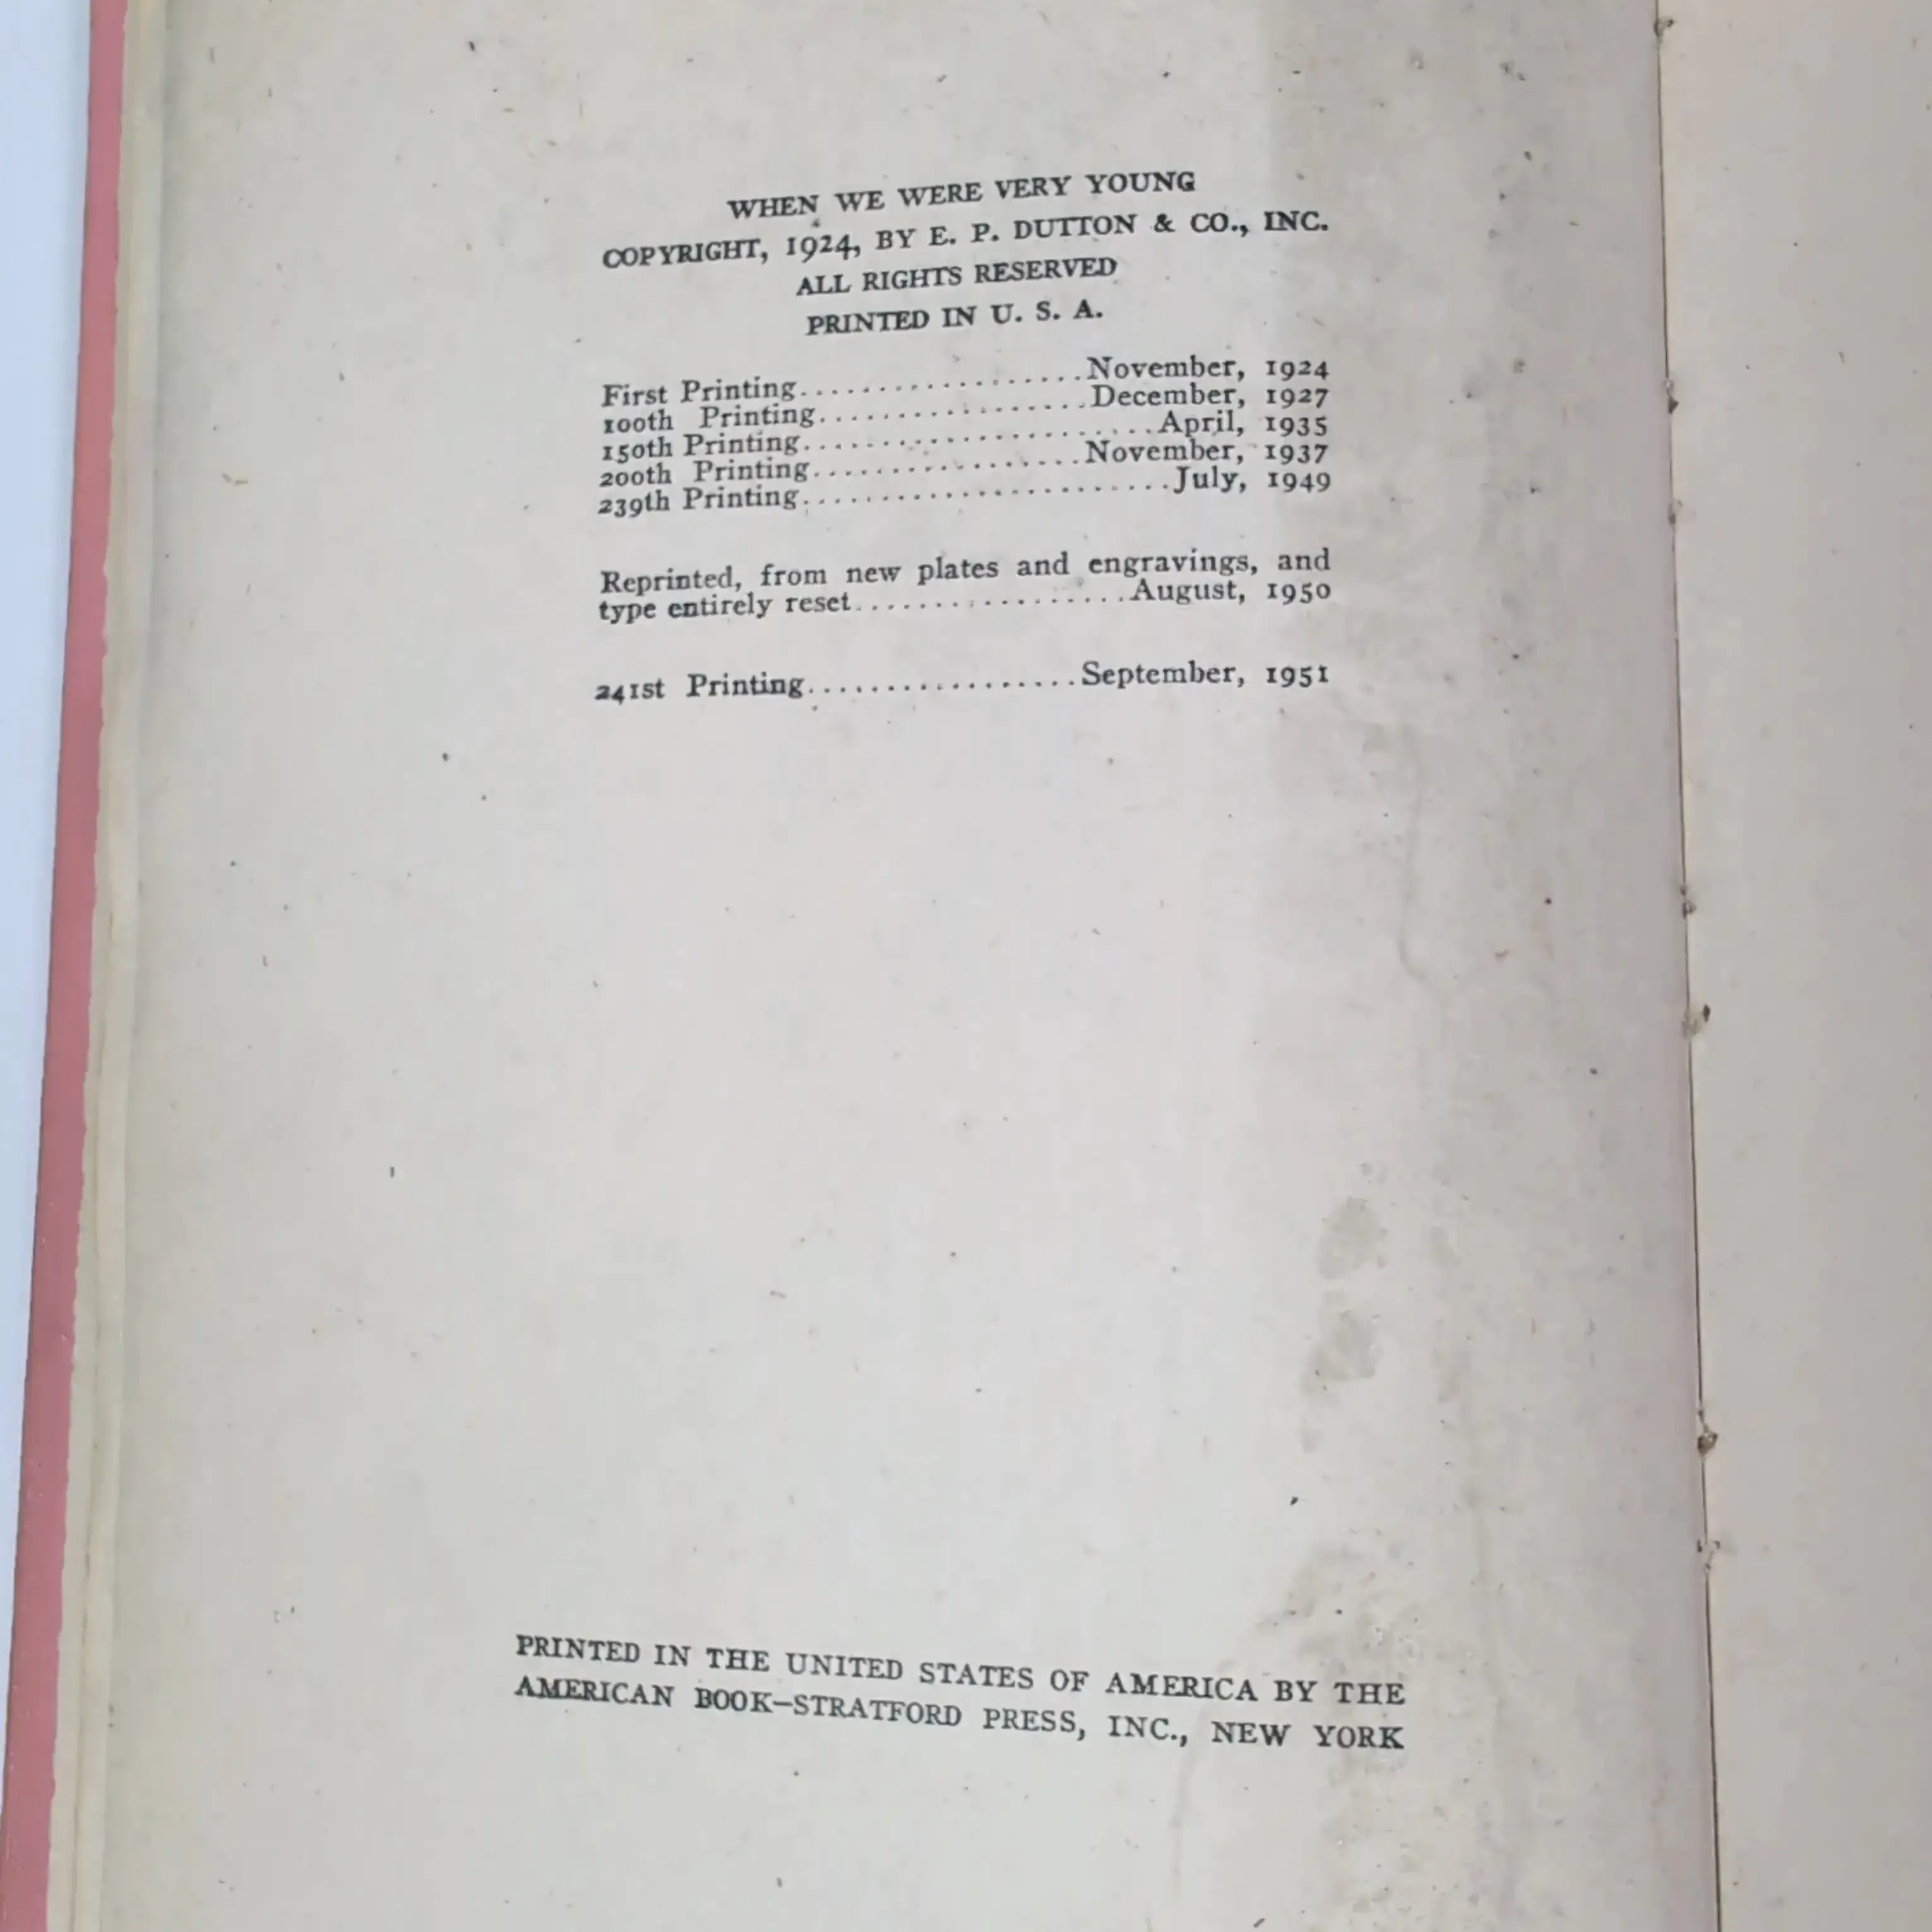 WHEN WE WERE VERY YOUNG
COPYRIGHT, 1924, BY E. P. DUTTON & CO., INC.
ALL RIGHTS RESERVED
PRINTED IN U. S. A.
First Printing..................November, 1924
100th Printing.................December, 1927
150th Printing.......................April, 1935
200th Printing.................November, 1937
239th Printing........................July, 1949
Reprinted, from new plates and engravings, and
type entirely reset..................August, 1950
241st Printing..................September, 1951
PRINTED IN THE UNITED STATES OF AMERICA BY THE
AMERICAN BOOK–STRATFORD PRESS, INC., NEW YORK